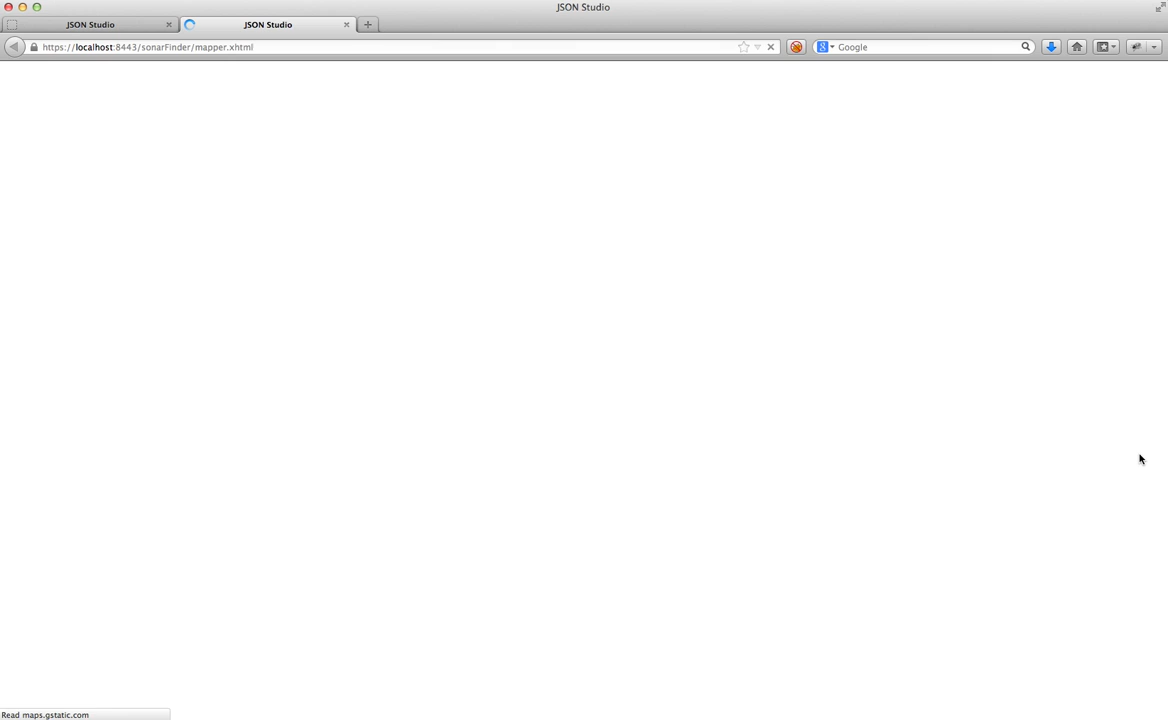 JSON Studio
JSON Studio
JSON Studio
https://localhost:8443/sonarFinder/mapper.xhtml
Google
Read maps.gstatic.com